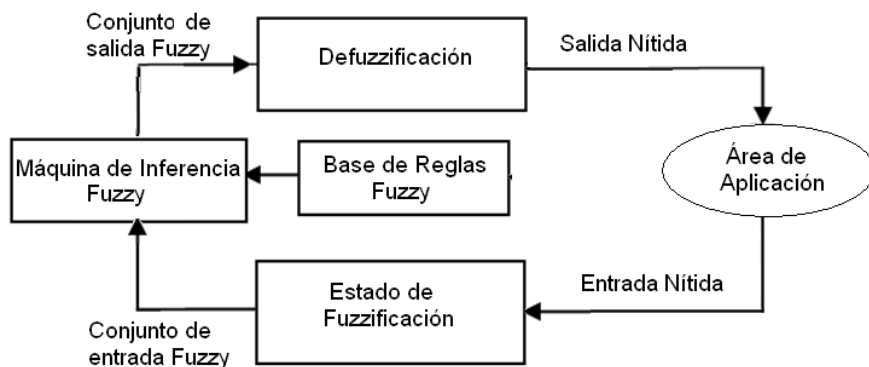 Conjunto de
salida Fuzzy
Defuzzificación
Salida Nítida
Máquina de Inferencia
Fuzzy
Base de Reglas
Fuzzy
Área de
Aplicación
Estado de
Fuzzificación
Entrada Nítida
Conjunto de
entrada Fuzzy